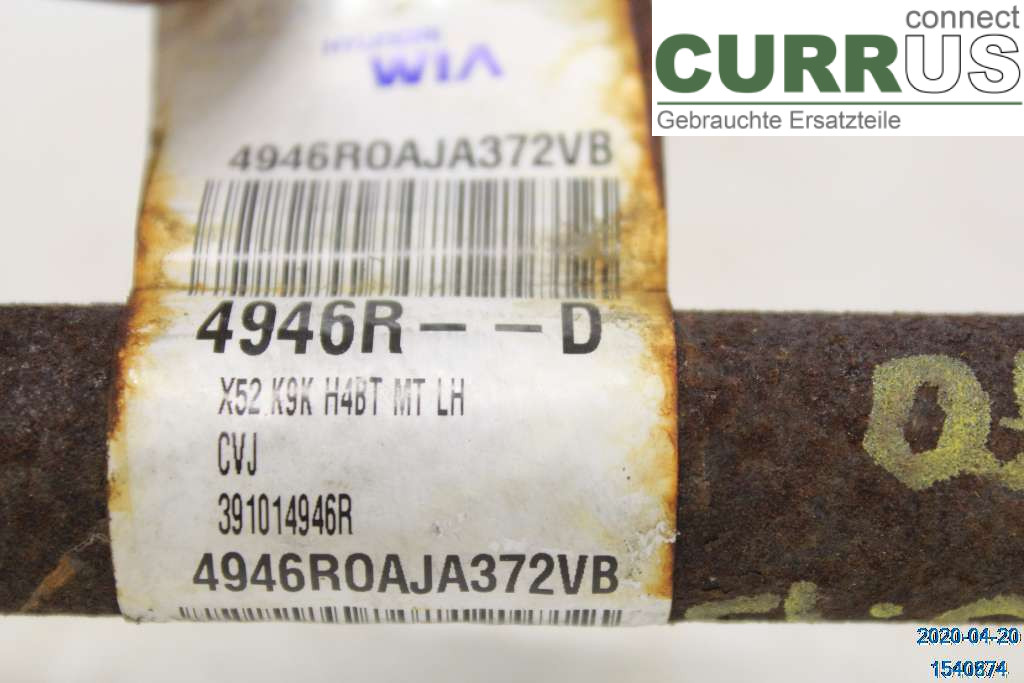 connect
CURRUS
Gebrauchte Ersatzteile
HYUNDAI
WIA
4946R0AJA372VB
4946R--D
X52 K9K H4BT MT LH
CVJ
391014946R
4946R0AJA372VB
2020-04-20
1540874